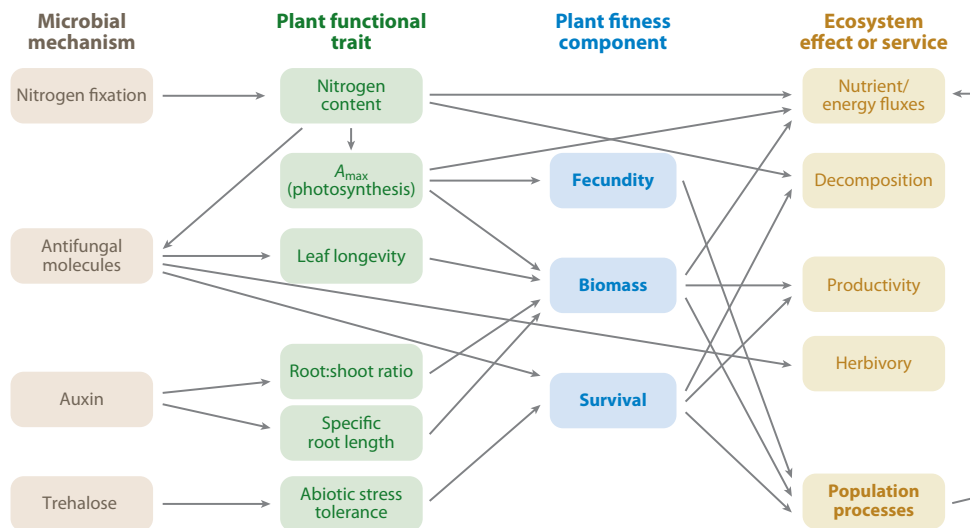 Microbial
mechanism
Plant functional
trait
Plant fitness
component
Ecosystem
effect or service
Nitrogen fixation
Nitrogen
content
Nutrient/
energy fluxes
Amax
(photosynthesis)
Fecundity
Decomposition
Antifungal
molecules
Leaf longevity
Biomass
Productivity
Herbivory
Auxin
Root:shoot ratio
Survival
Specific
root length
Trehalose
Abiotic stress
tolerance
Population
processes